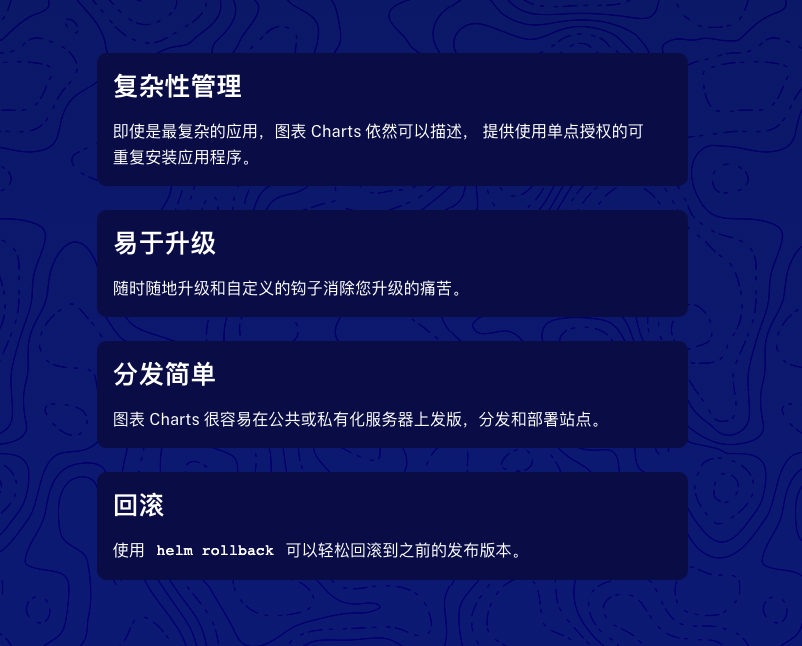 复杂性管理
即使是最复杂的应用，图表 Charts 依然可以描述， 提供使用单点授权的可
重复安装应用程序。
易于升级
随时随地升级和自定义的钩子消除您升级的痛苦。
分发简单
图表 Charts 很容易在公共或私有化服务器上发版，分发和部署站点。
回滚
使用 helm rollback 可以轻松回滚到之前的发布版本。